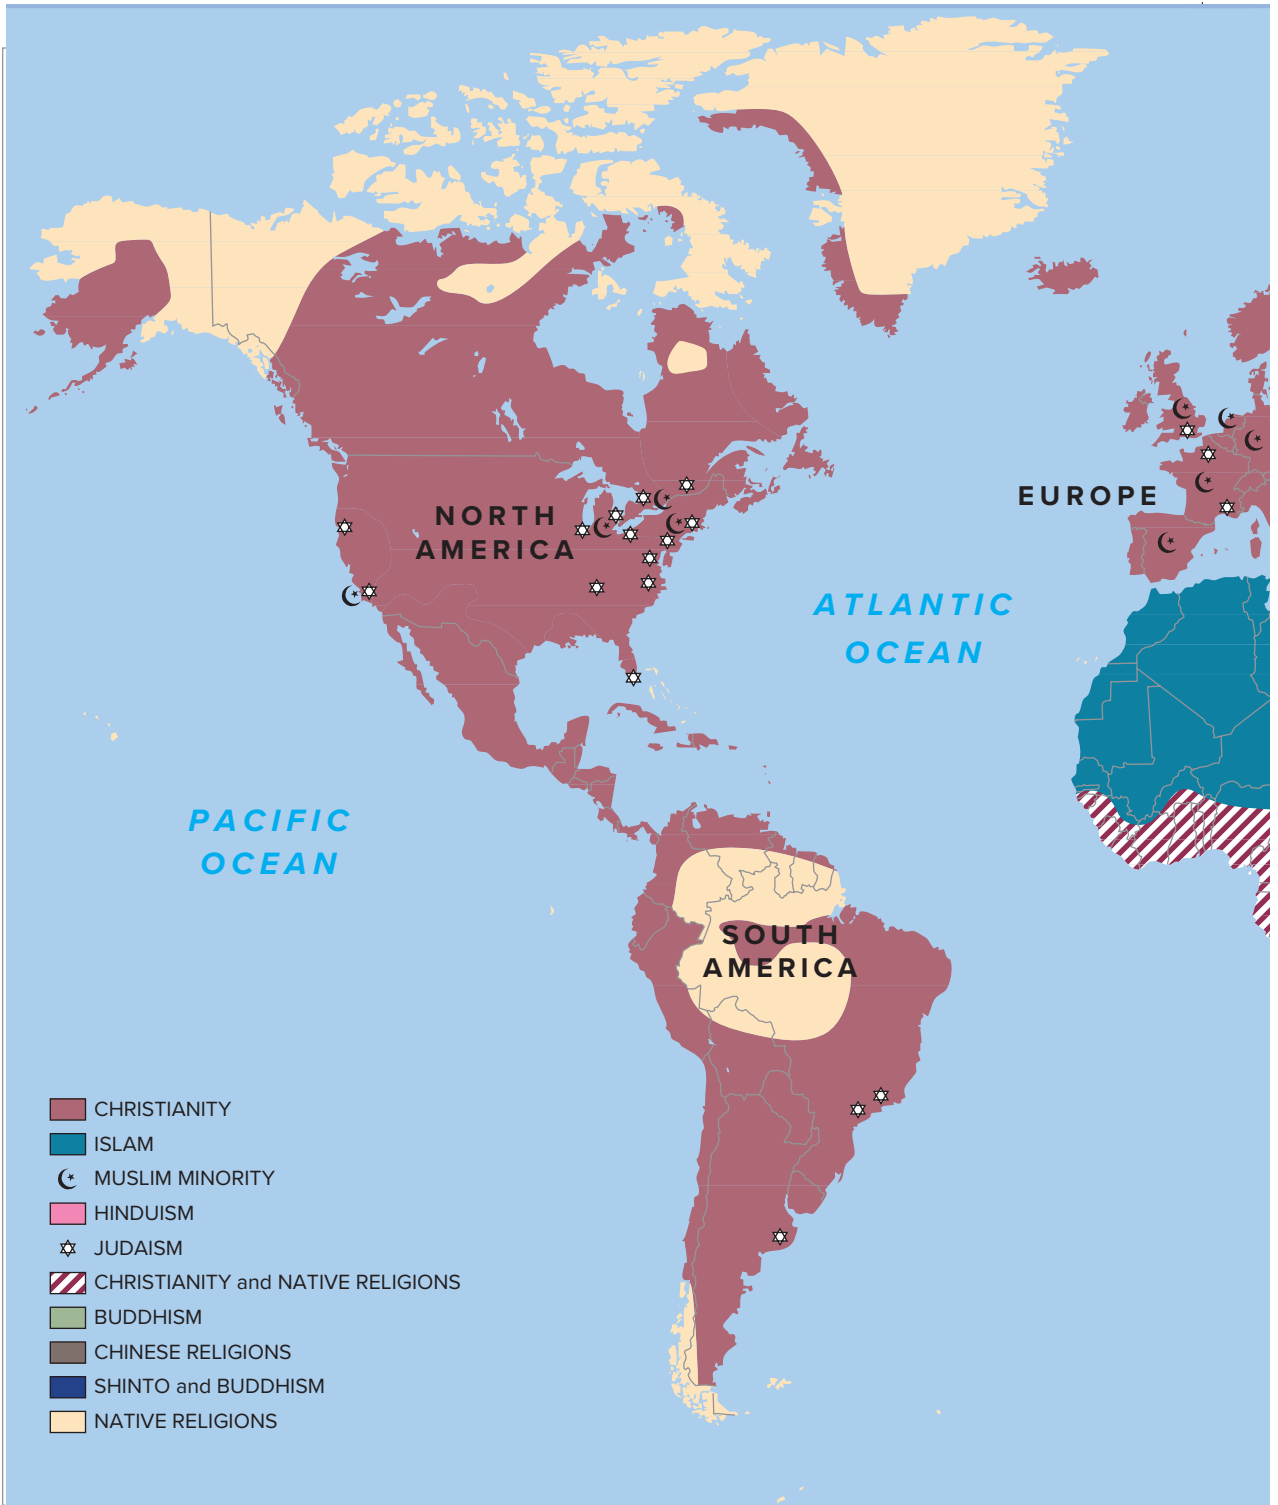 NORTH
AMERICA
EUROPE
ATLANTIC
OCEAN
PACIFIC
OCEAN
SOUTH
AMERICA
CHRISTIANITY
ISLAM
MUSLIM MINORITY
HINDUISM
JUDAISM
CHRISTIANITY and NATIVE RELIGIONS
BUDDHISM
CHINESE RELIGIONS
SHINTO and BUDDHISM
NATIVE RELIGIONS